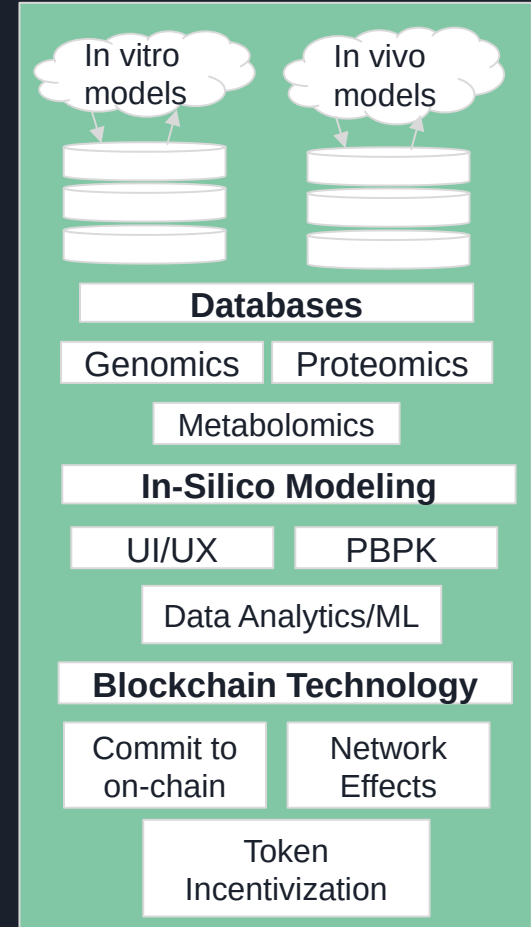 In vitro
models
In vivo
models
Databases
Genomics
Proteomics
Metabolomics
In-Silico Modeling
UI/UX
PBPK
Data Analytics/ML
Blockchain Technology
Commit to
on-chain
Network
Effects
Token
Incentivization